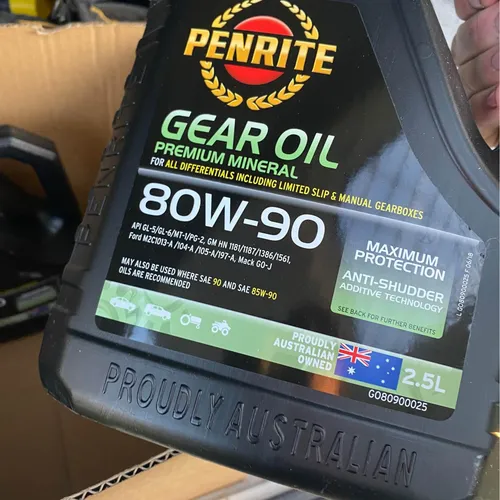 PENRITE
GEAR OIL
PREMIUM MINERAL
FOR ALL DIFFERENTIALS INCLUDING LIMITED SLIP & MANUAL GEARBOXES
80W-90
API GL-5/GL-6/MT-1/PG-2, GM HN 1181/1187/1386/1561,
Ford M2C1013-A /104-A /105-A/197-A, Mack GO-J
MAY ALSO BE USED WHERE SAE 90 AND SAE 85W-90
OILS ARE RECOMMENDED
MAXIMUM
PROTECTION
ANTI-SHUDDER
ADDITIVE TECHNOLOGY
SEE BACK FOR FURTHER BENEFITS
PROUDLY
AUSTRALIAN
OWNED
2.5L
GO80900025
L GO80900025 F 0618
PROUDLY AUSTRALIAN